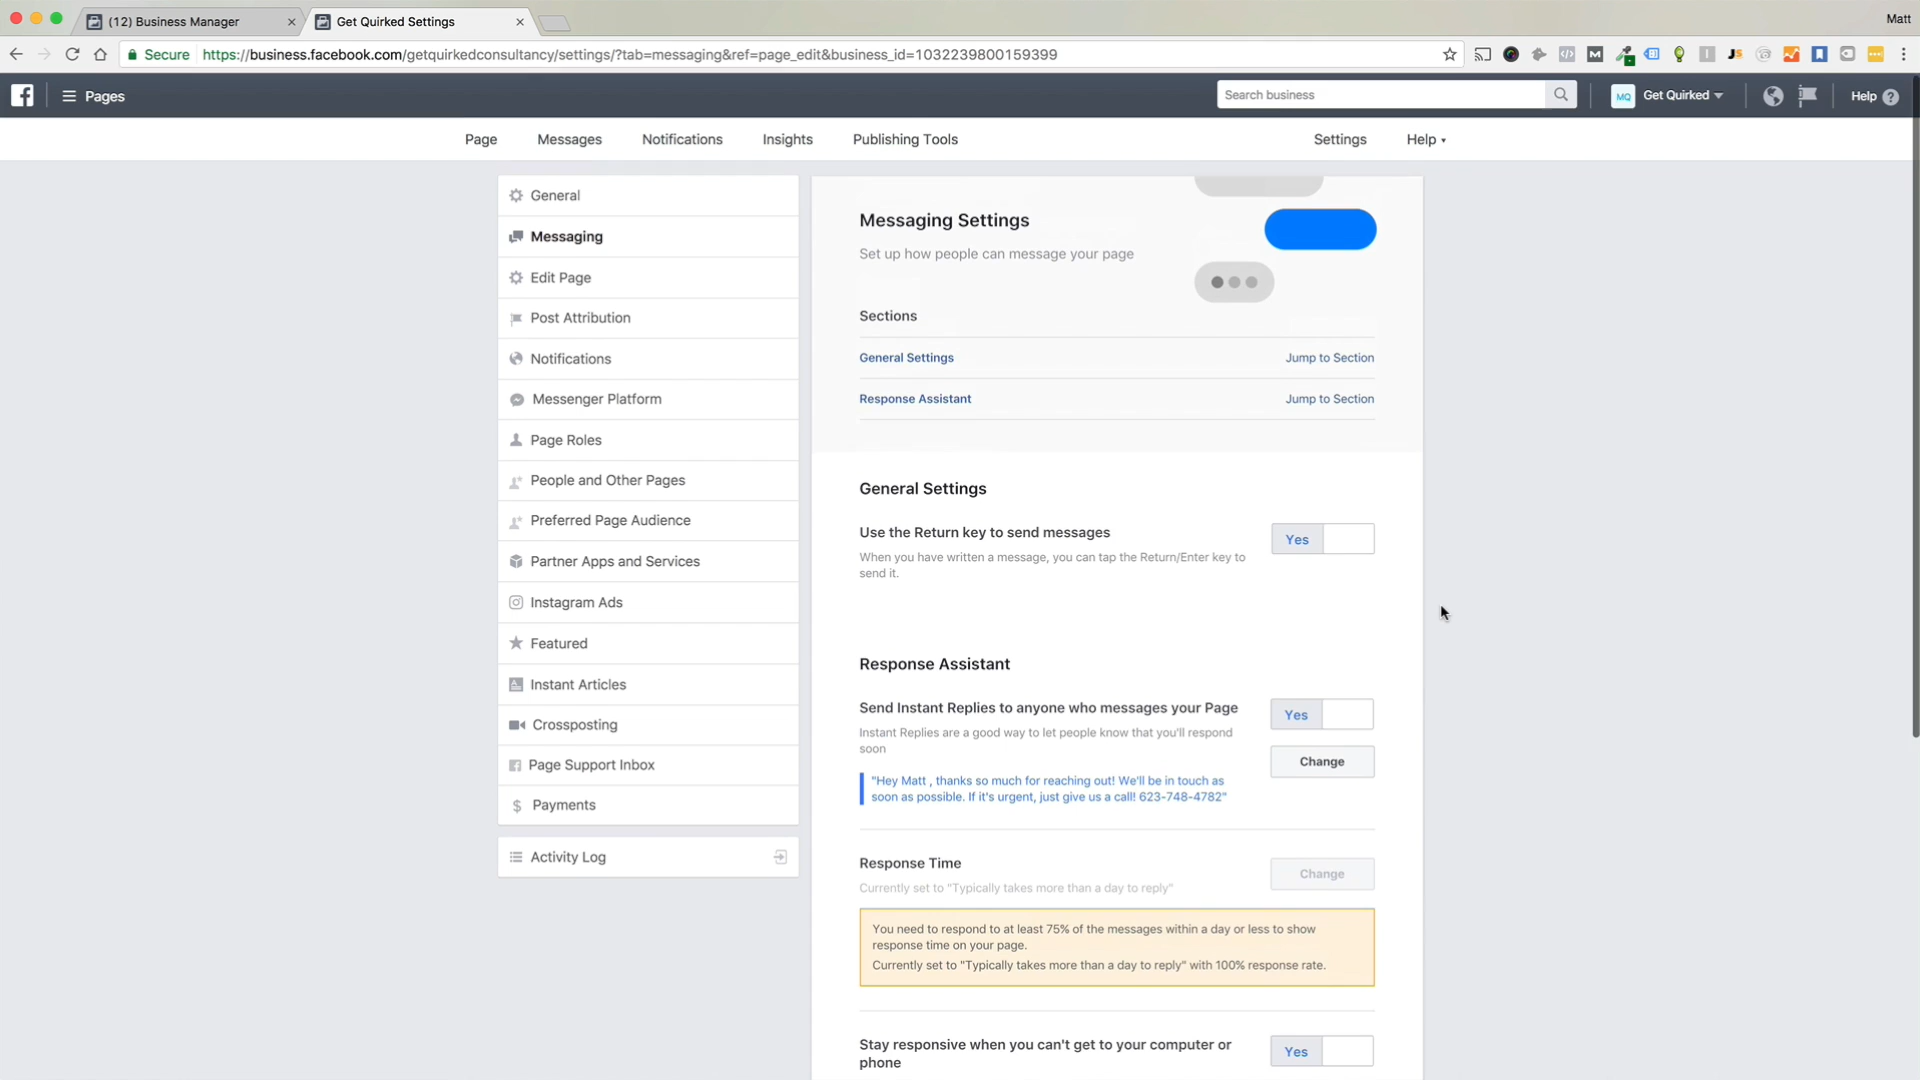 (12) Business Manager
Get Quirked Settings
Matt
Secure https://business.facebook.com/getquirkedconsultancy/settings/?tab=messaging&ref=page_edit&business_id=1032239800159399
Pages
Search business
MQ Get Quirked
Help
Page Messages Notifications Insights Publishing Tools Settings Help
General
Messaging
Edit Page
Post Attribution
Notifications
Messenger Platform
Page Roles
People and Other Pages
Preferred Page Audience
Partner Apps and Services
Instagram Ads
Featured
Instant Articles
Crossposting
Page Support Inbox
$ Payments
Activity Log
Messaging Settings
Set up how people can message your page
Sections
General Settings Jump to Section
Response Assistant Jump to Section
General Settings
Use the Return key to send messages Yes
When you have written a message, you can tap the Return/Enter key to
send it.
Response Assistant
Send Instant Replies to anyone who messages your Page Yes
Instant Replies are a good way to let people know that you'll respond
soon
Change
"Hey Matt , thanks so much for reaching out! We'll be in touch as
soon as possible. If it's urgent, just give us a call! 623-748-4782"
Response Time Change
Currently set to "Typically takes more than a day to reply"
You need to respond to at least 75% of the messages within a day or less to show
response time on your page.
Currently set to "Typically takes more than a day to reply" with 100% response rate.
Stay responsive when you can't get to your computer or
phone
Yes